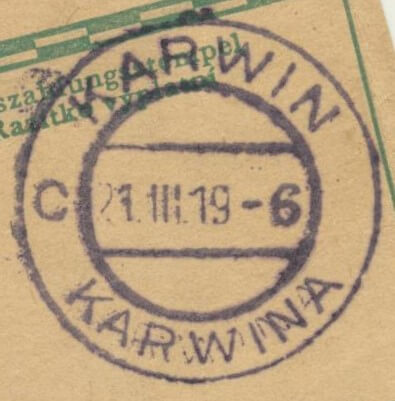 szahlungsstempel
Razítko výplatní
KARWIN
C 21.III.19-6
KARWINA